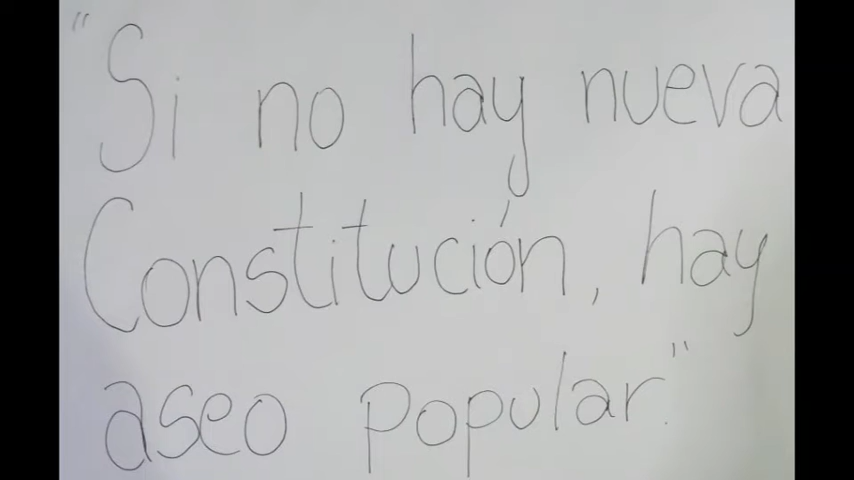 "Si no hay nueva
Constitución, hay
aseo popular."